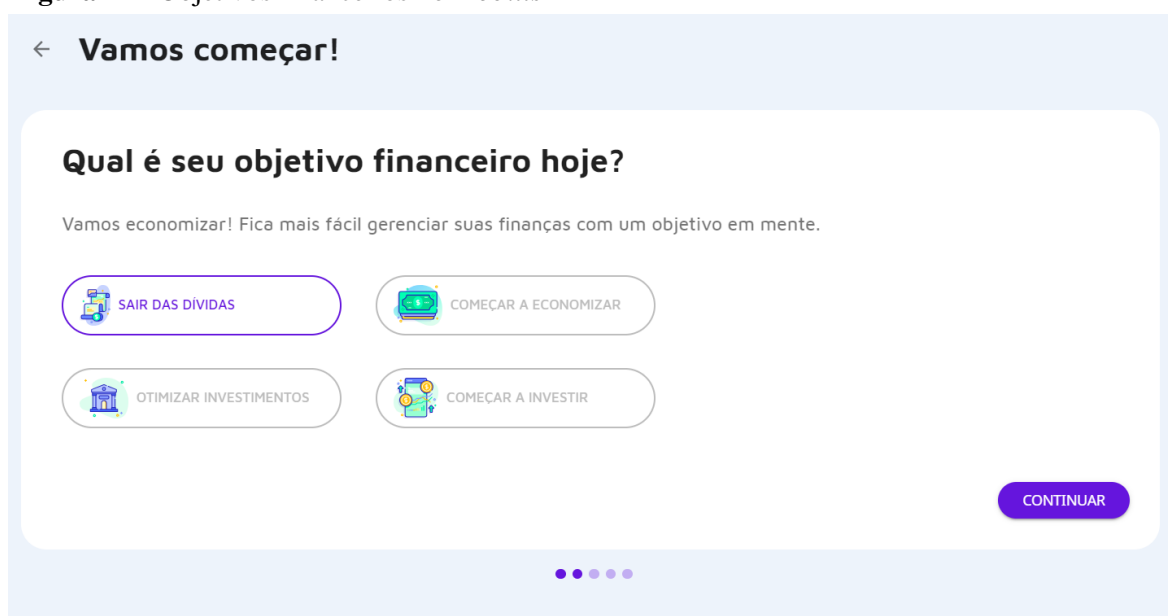 Vamos começar!
Qual é seu objetivo financeiro hoje?
Vamos economizar! Fica mais fácil gerenciar suas finanças com um objetivo em mente.
SAIR DAS DÍVIDAS
COMEÇAR A ECONOMIZAR
OTIMIZAR INVESTIMENTOS
COMEÇAR A INVESTIR
CONTINUAR